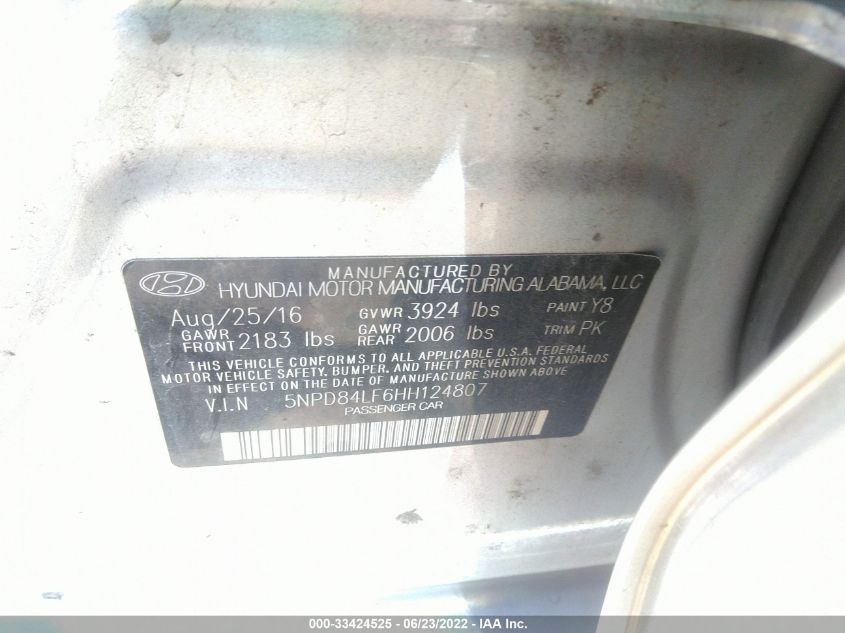 MANUFACTURED BY
HYUNDAI MOTOR MANUFACTURING ALABAMA, LLC
Aug/25/16 GVWR 3924 lbs PAINT Y8
GAWR FRONT 2183 lbs GAWR REAR 2006 lbs TRIM PK
THIS VEHICLE CONFORMS TO ALL APPLICABLE U.S.A. FEDERAL
MOTOR VEHICLE SAFETY, BUMPER, AND THEFT PREVENTION STANDARDS
IN EFFECT ON THE DATE OF MANUFACTURE SHOWN ABOVE.
V.I.N 5NPD84LF6HH124807
PASSENGER CAR
000-33424525 - 06/23/2022 - IAA Inc.